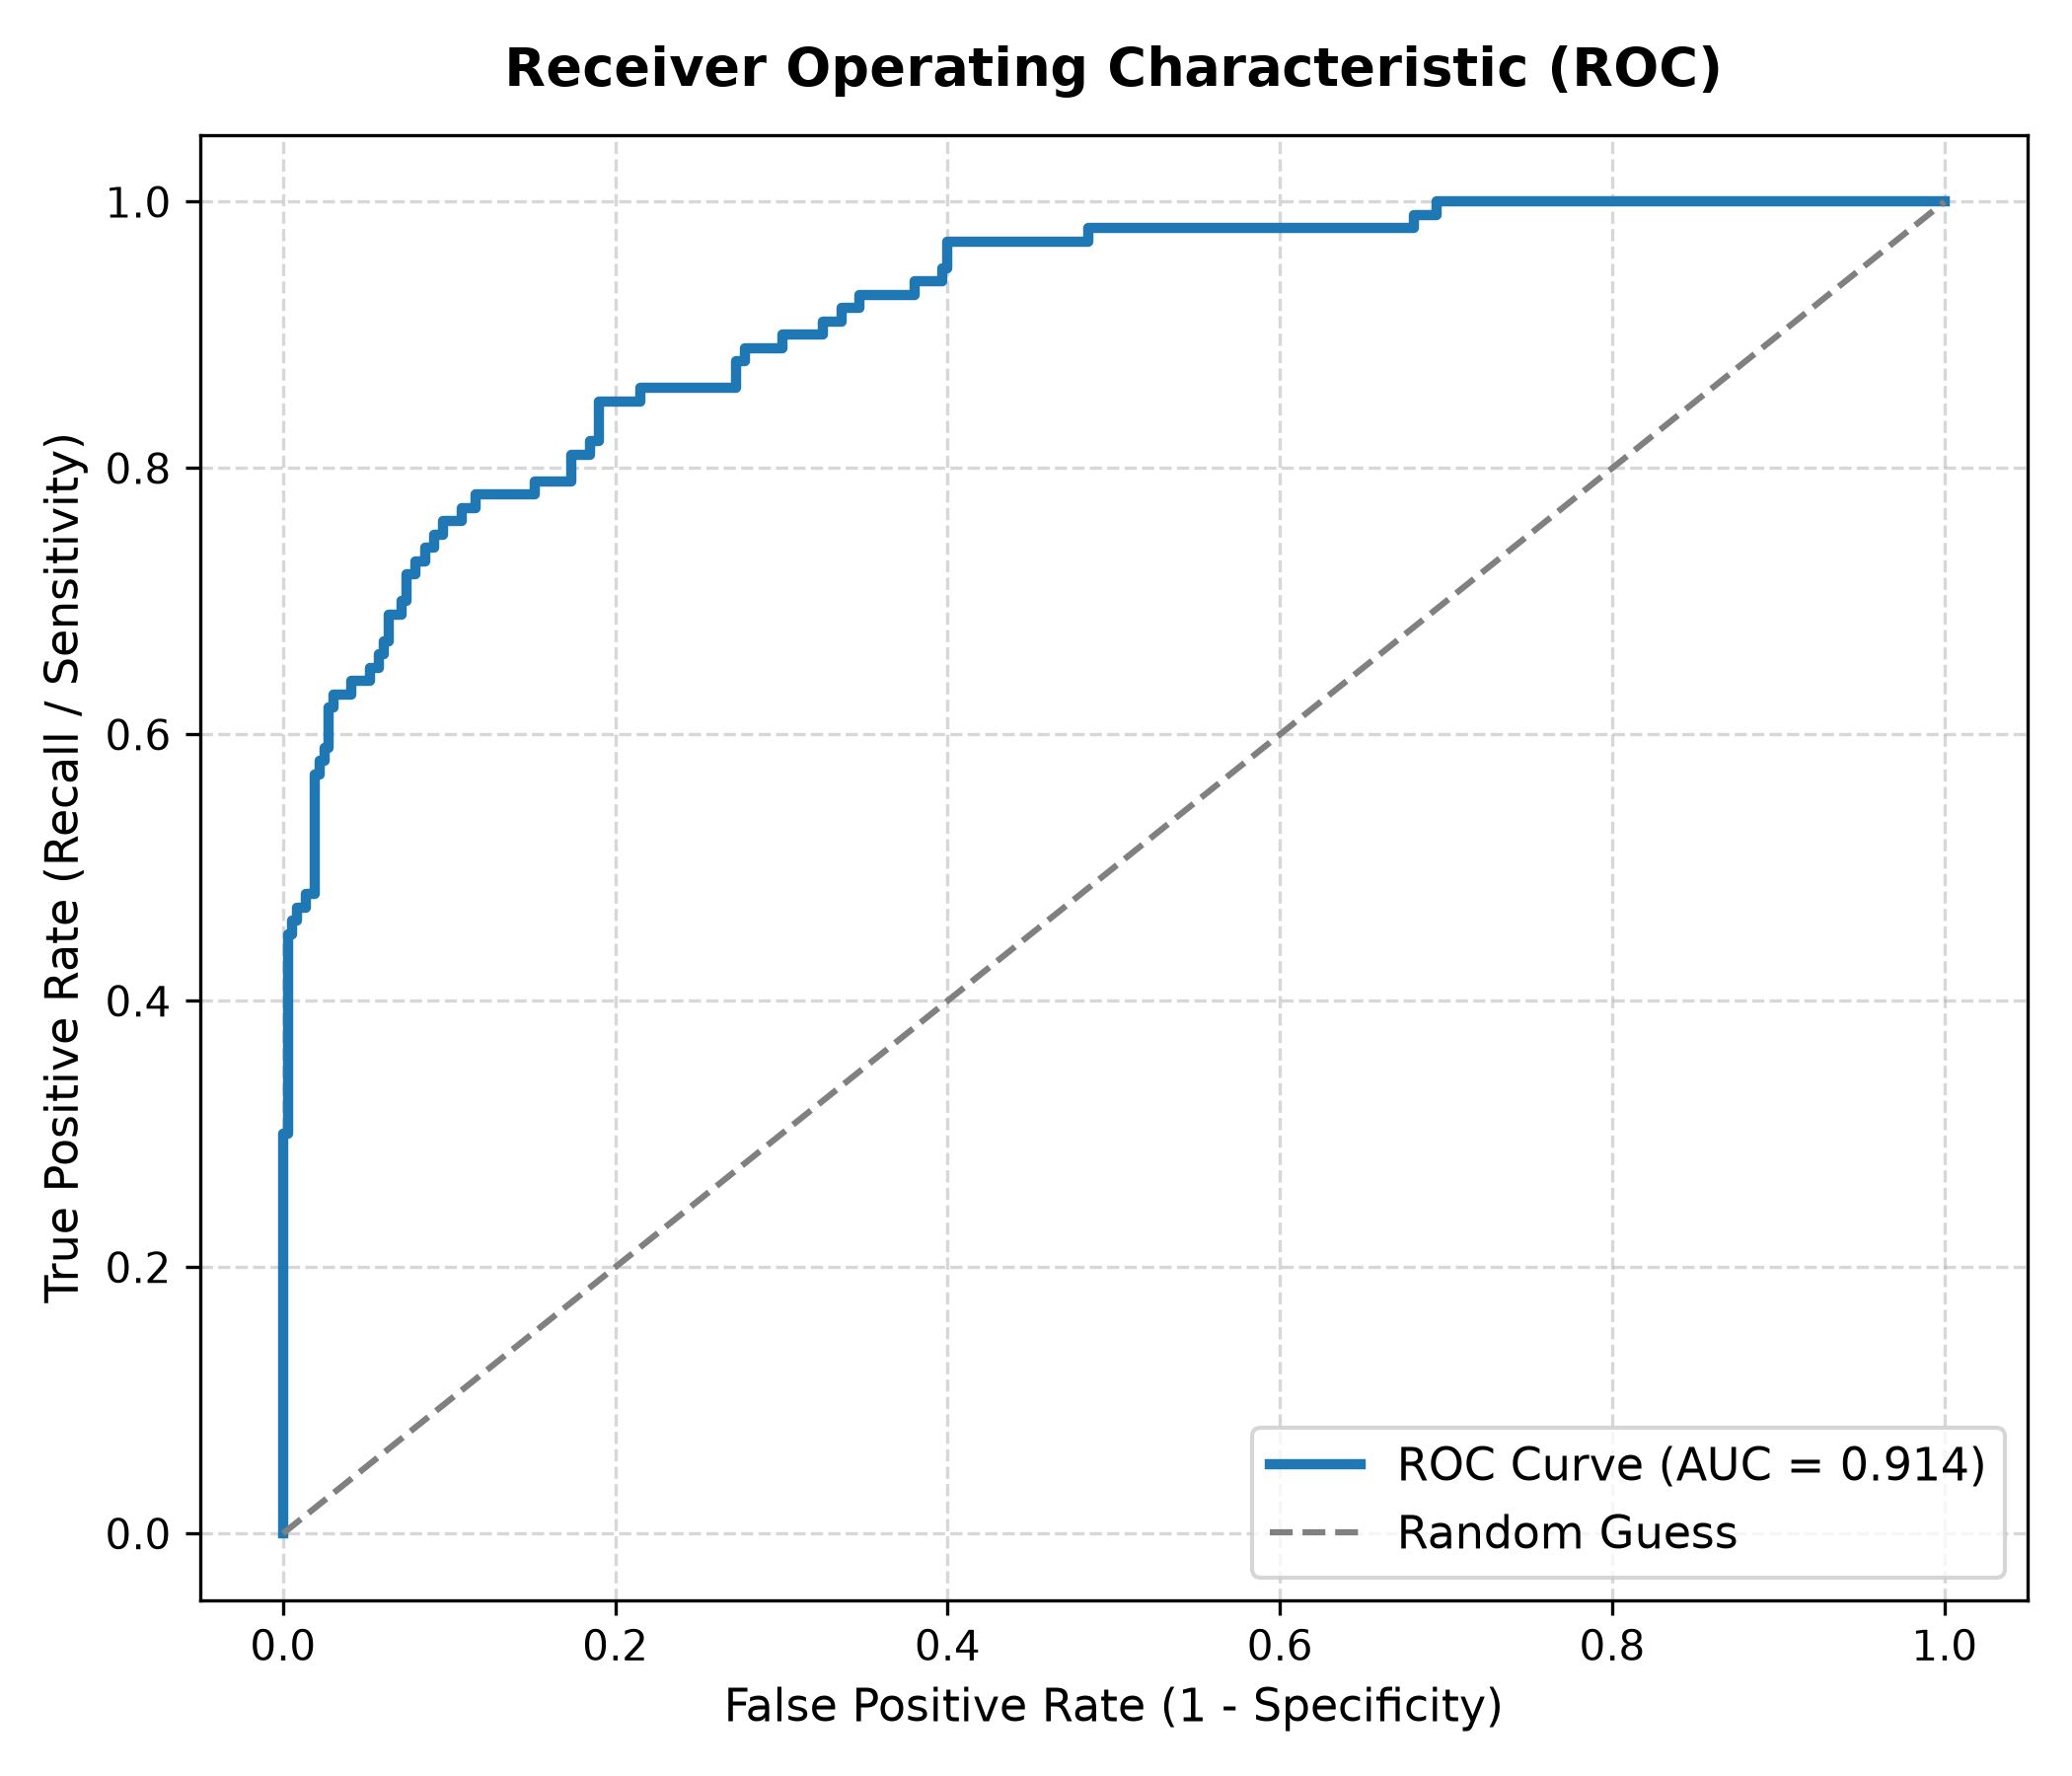 Receiver Operating Characteristic (ROC)
True Positive Rate (Recall / Sensitivity)
1.0
0.8
0.6
0.4
0.2
0.0
ROC Curve (AUC = 0.914)
Random Guess
0.0 0.2 0.4 0.6 0.8 1.0
False Positive Rate (1 - Specificity)